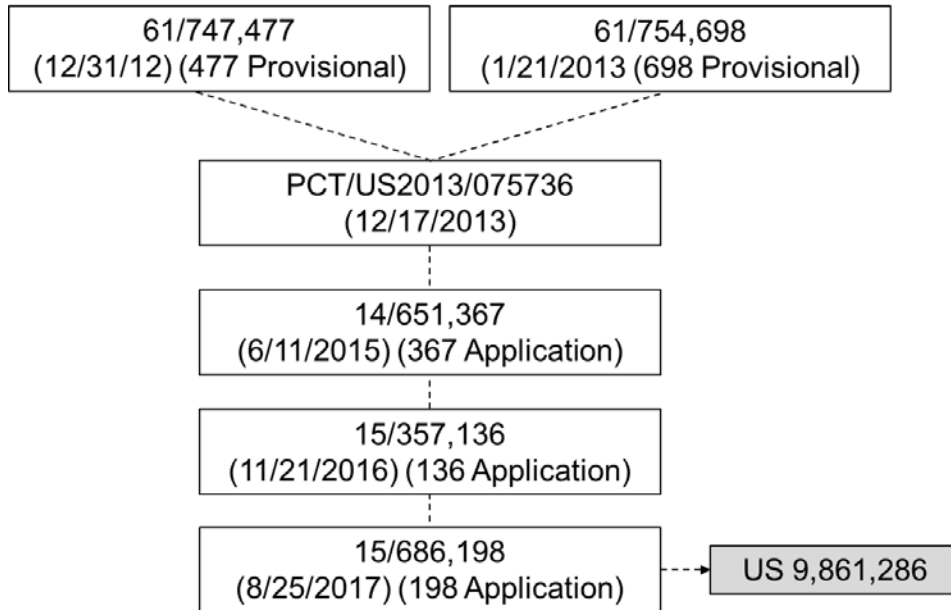 61/747,477
(12/31/12) (477 Provisional)
61/754,698
(1/21/2013 (698 Provisional)
PCT/US2013/075736
(12/17/2013)
14/651,367
(6/11/2015) (367 Application)
15/357,136
(11/21/2016) (136 Application)
15/686,198
(8/25/2017) (198 Application)
US 9,861,286